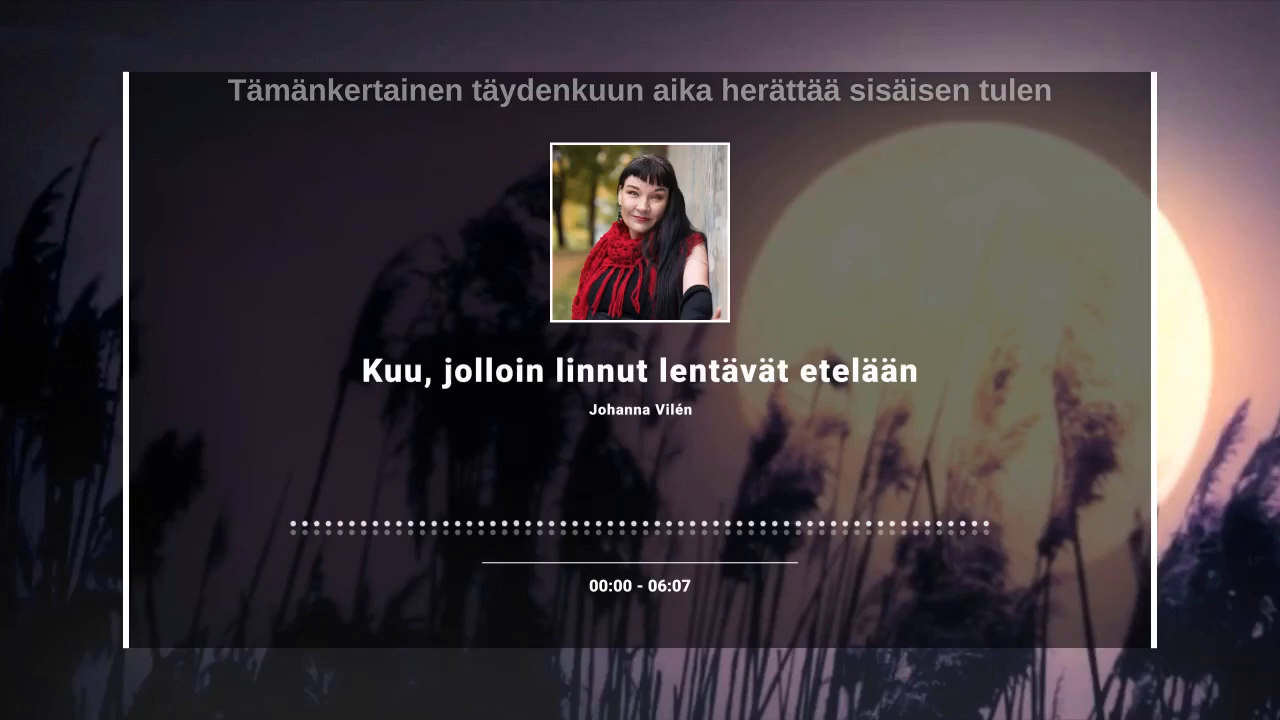 Tämänkertainen täydenkuun aika herättää sisäisen tulen
Kuu, jolloin linnut lentävät etelään
Johanna Vilén
00:00 - 06:07